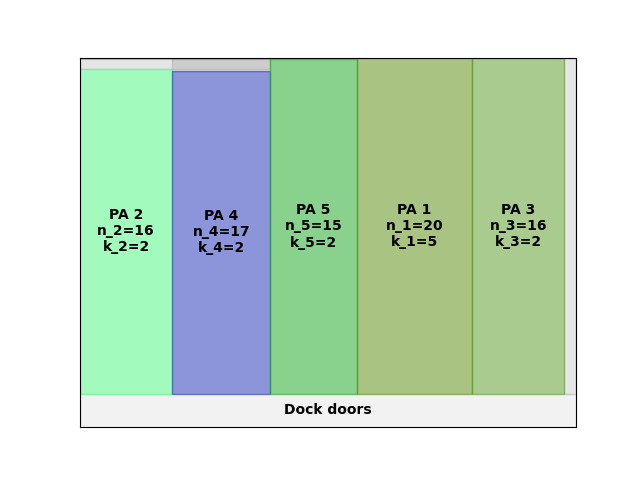 PA 2
n_2=16
k_2=2
PA 4
n_4=17
k_4=2
PA 5
n_5=15
k_5=2
PA 1
n_1=20
k_1=5
PA 3
n_3=16
k_3=2
Dock doors